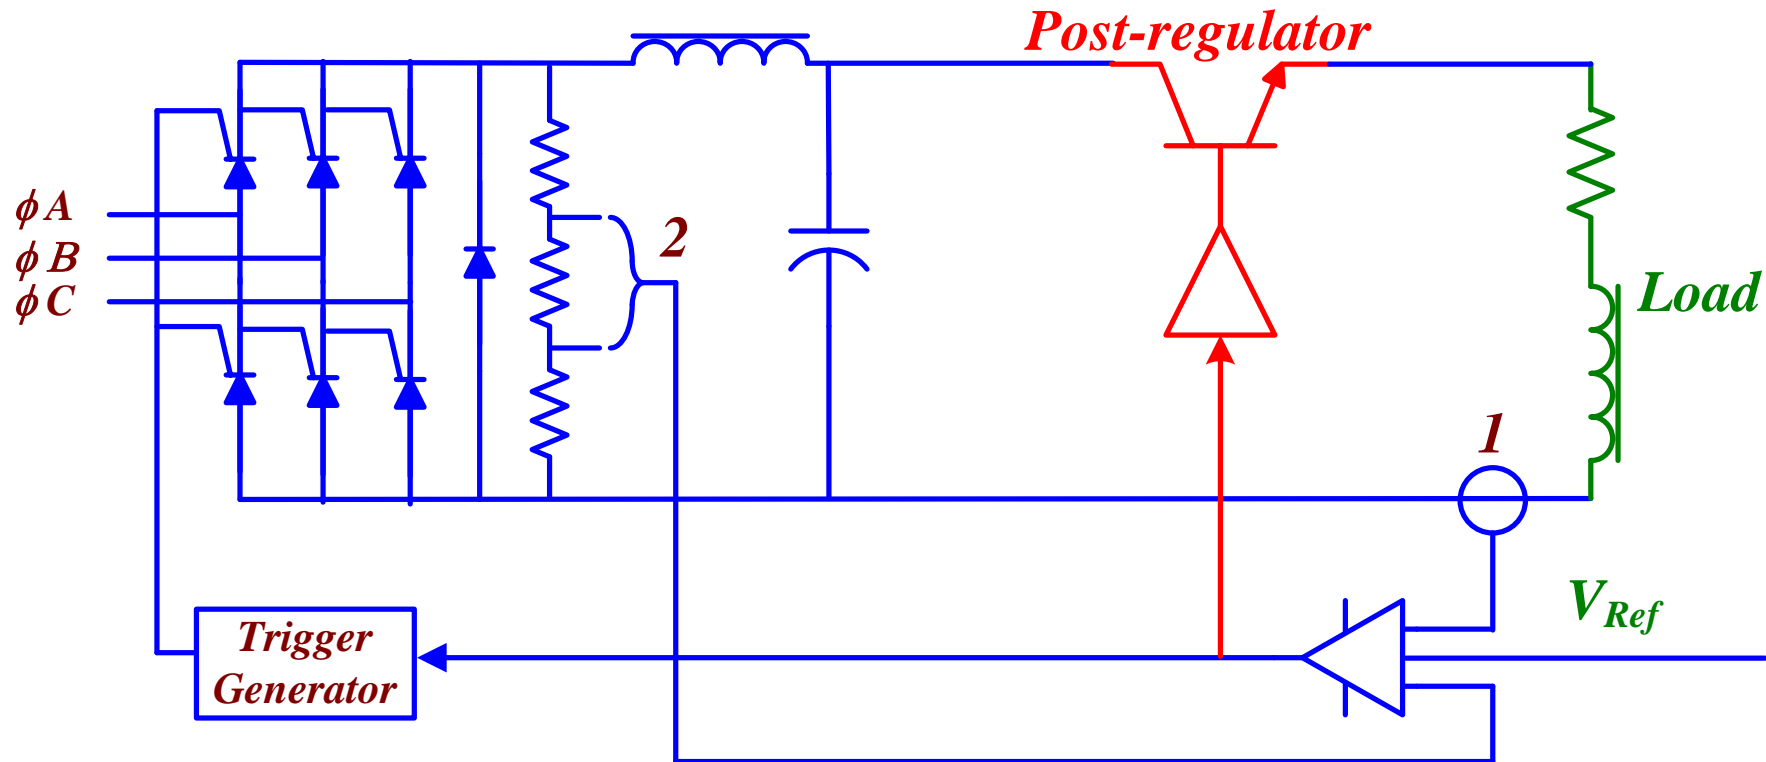 Post-regulator
ϕA
ϕB
ϕC
2
Load
1
V_Ref
Trigger
Generator